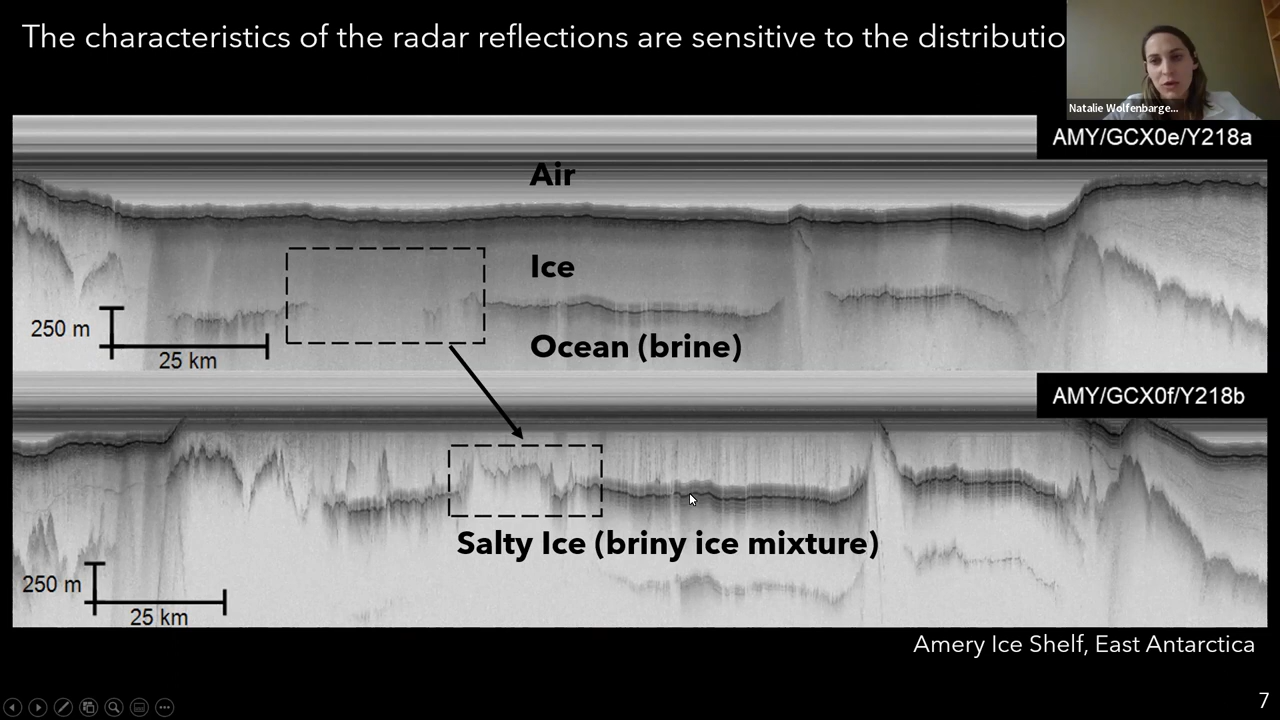 The characteristics of the radar reflections are sensitive to the distributio
Natalie Wolfenbarge...
AMY/GCX0e/Y218a
Air
Ice
250 m
25 km
Ocean (brine)
AMY/GCX0f/Y218b
Salty Ice (briny ice mixture)
250 m
25 km
Amery Ice Shelf, East Antarctica
7